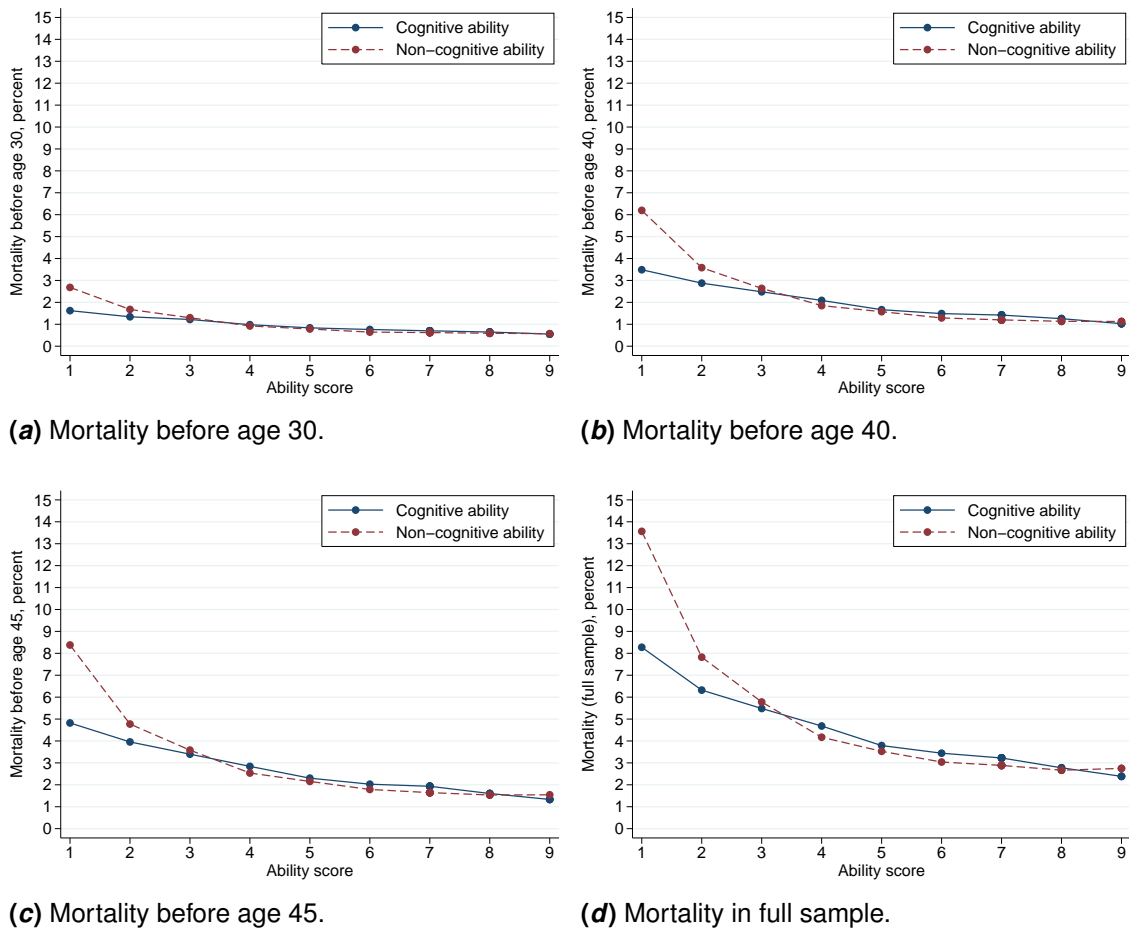 Mortality before age 30, percent
15
14
13
12
11
10
9
8
7
6
5
4
3
2
1
0
Cognitive ability
Non−cognitive ability
1 2 3 4 5 6 7 8 9
Ability score
(a) Mortality before age 30.
Mortality before age 40, percent
15
14
13
12
11
10
9
8
7
6
5
4
3
2
1
0
Cognitive ability
Non−cognitive ability
1 2 3 4 5 6 7 8 9
Ability score
(b) Mortality before age 40.
Mortality before age 45, percent
15
14
13
12
11
10
9
8
7
6
5
4
3
2
1
0
Cognitive ability
Non−cognitive ability
1 2 3 4 5 6 7 8 9
Ability score
(c) Mortality before age 45.
Mortality (full sample), percent
15
14
13
12
11
10
9
8
7
6
5
4
3
2
1
0
Cognitive ability
Non−cognitive ability
1 2 3 4 5 6 7 8 9
Ability score
(d) Mortality in full sample.